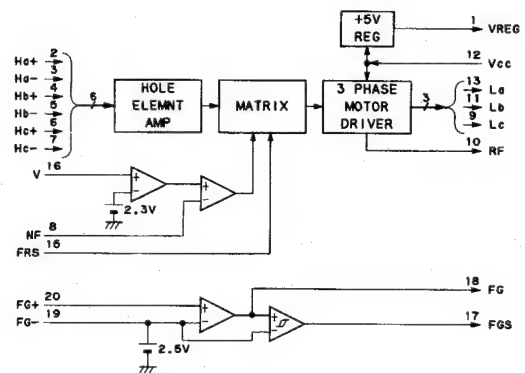 +5V
REG
1
VREG
12
Vcc
Ha+ 2
Ha- 3
Hb+ 4
Hb- 5
Hc+ 6
Hc- 7
6
HOLE
ELEMNT
AMP
MATRIX
3 PHASE
MOTOR
DRIVER
3
13 La
11 Lb
9 Lc
10 RF
V 16
+
-
2.3V
+
-
NF 8
FRS 15
FG+ 20
FG- 19
+
-
2.5V
+
-
18 FG
17 FGS